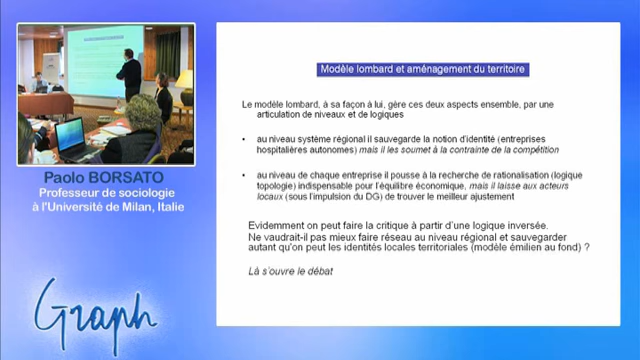 Modèle lombard et aménagement du territoire
Le modèle lombard, à sa façon à lui, gère ces deux aspects ensemble, par une
articulation de niveaux et de logiques
• au niveau système régional il sauvegarde la notion d'identité (entreprises
hospitalières autonomes) mais il les soumet à la contrainte de la compétition
• au niveau de chaque entreprise il pousse à la recherche de rationalisation (logique
topologie) indispensable pour l'équilibre économique, mais il laisse aux acteurs
locaux (sous l'impulsion du DG) de trouver le meilleur ajustement
Evidemment on peut faire la critique à partir d'une logique inversée.
Ne vaudrait-il pas mieux faire réseau au niveau régional et sauvegarder
autant qu'on peut les identités locales territoriales (modèle émilien au fond) ?
Là s'ouvre le débat
Paolo BORSATO
Professeur de sociologie
à l'Université de Milan, Italie
Graph